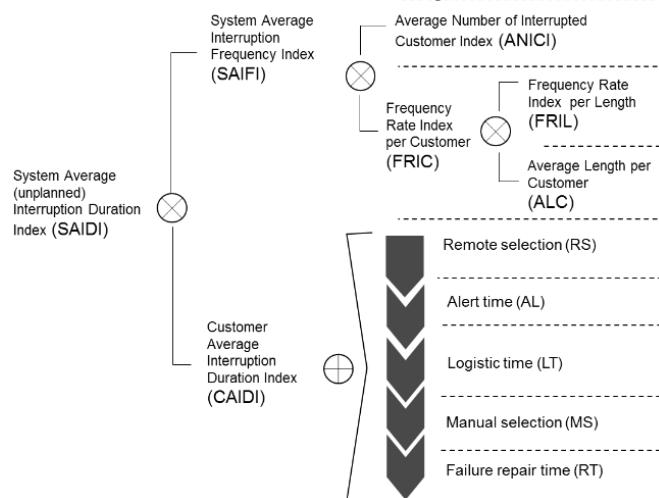 System Average
Interruption
Frequency Index
(SAIFI)
Average Number of Interrupted
Customer Index (ANICI)
Frequency
Rate Index
per Customer
(FRIC)
Frequency Rate
Index per Length
(FRIL)
Average Length per
Customer
(ALC)
System Average
(unplanned)
Interruption Duration
Index (SAIDI)
Customer
Average
Interruption
Duration Index
(CAIDI)
Remote selection (RS)
Alert time (AL)
Logistic time (LT)
Manual selection (MS)
Failure repair time (RT)